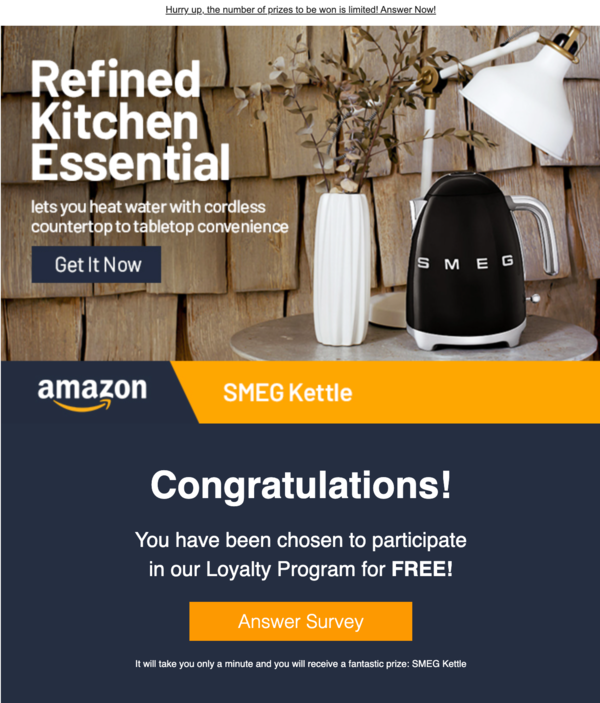 Hurry up, the number of prizes to be won is limited! Answer Now!
Refined
Kitchen
Essential
lets you heat water with cordless
countertop to tabletop convenience
Get It Now
SMEG
amazon
SMEG Kettle
Congratulations!
You have been chosen to participate
in our Loyalty Program for FREE!
Answer Survey
It will take you only a minute and you will receive a fantastic prize: SMEG Kettle